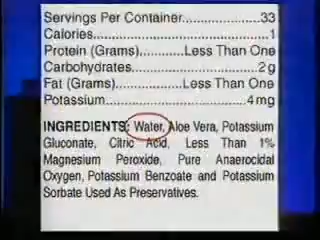 Servings Per Container..................33
Calories..............................................1
Protein (Grams)............Less Than One
Carbohydrates................................2g
Fat (Grams)..................Less Than One
Potassium....................................4mg
INGREDIENTS: Water, Aloe Vera, Potassium
Gluconate, Citric Acid, Less Than 1%
Magnesium Peroxide, Pure Anaerocidal
Oxygen, Potassium Benzoate and Potassium
Sorbate Used As Preservatives.